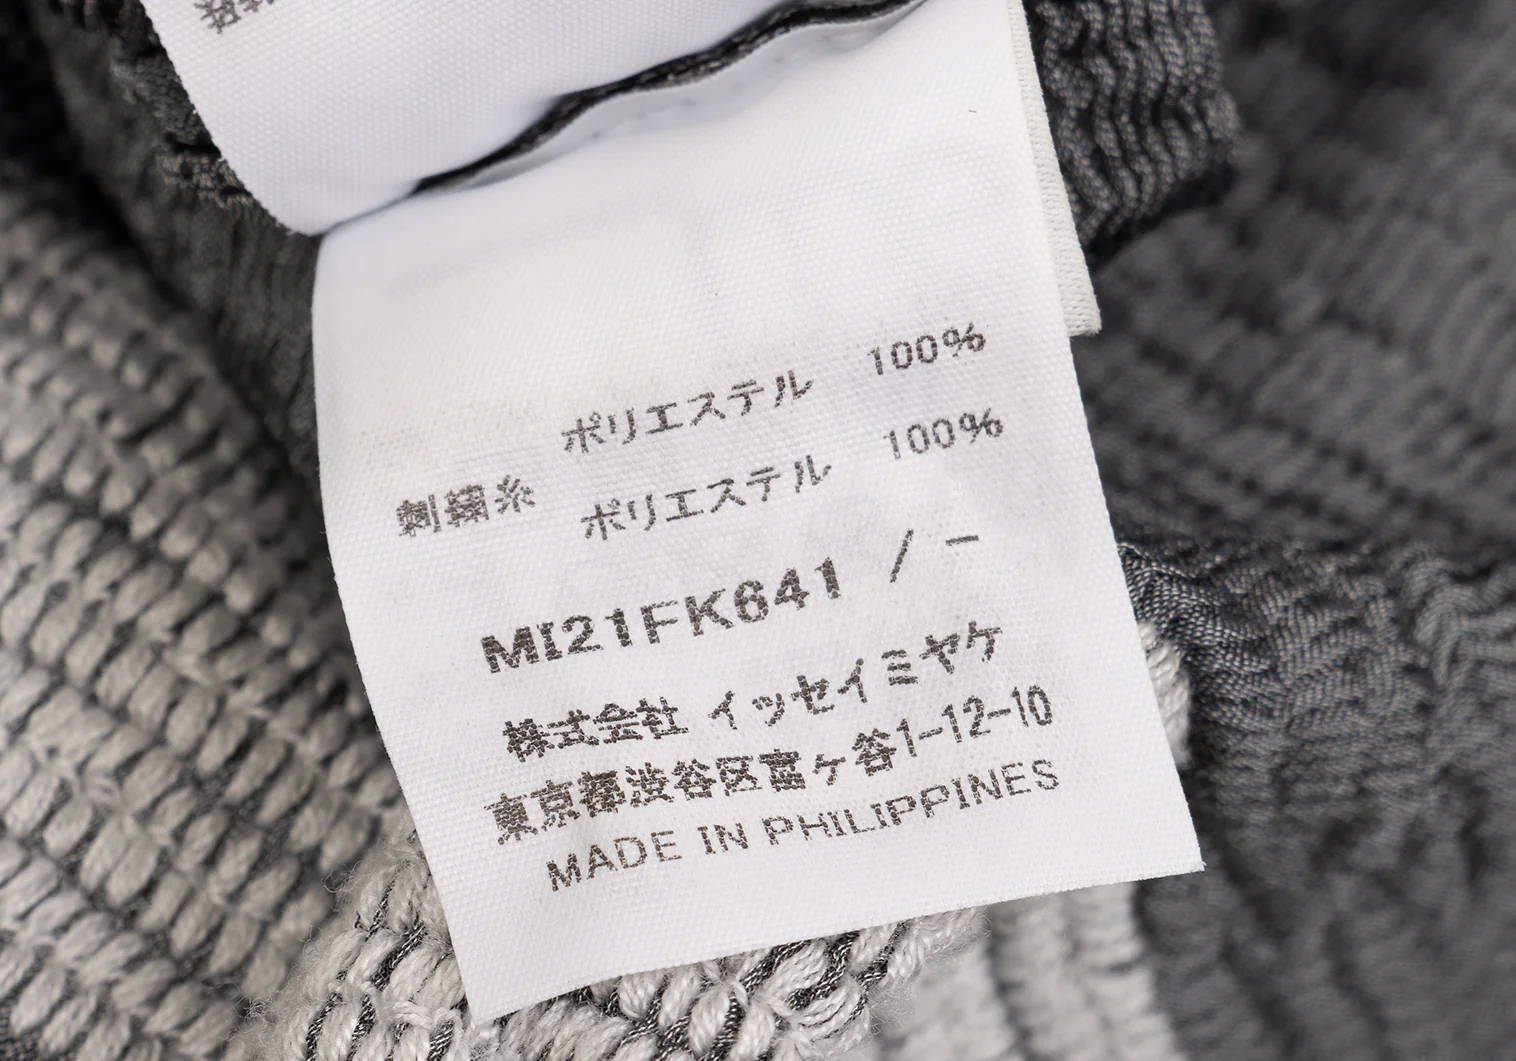 ポリエステル 100%
刺繍糸 ポリエステル 100%
MI21FK641 / -
株式会社 イッセイミヤケ
東京都渋谷区富ヶ谷1-12-10
MADE IN PHILIPPINES